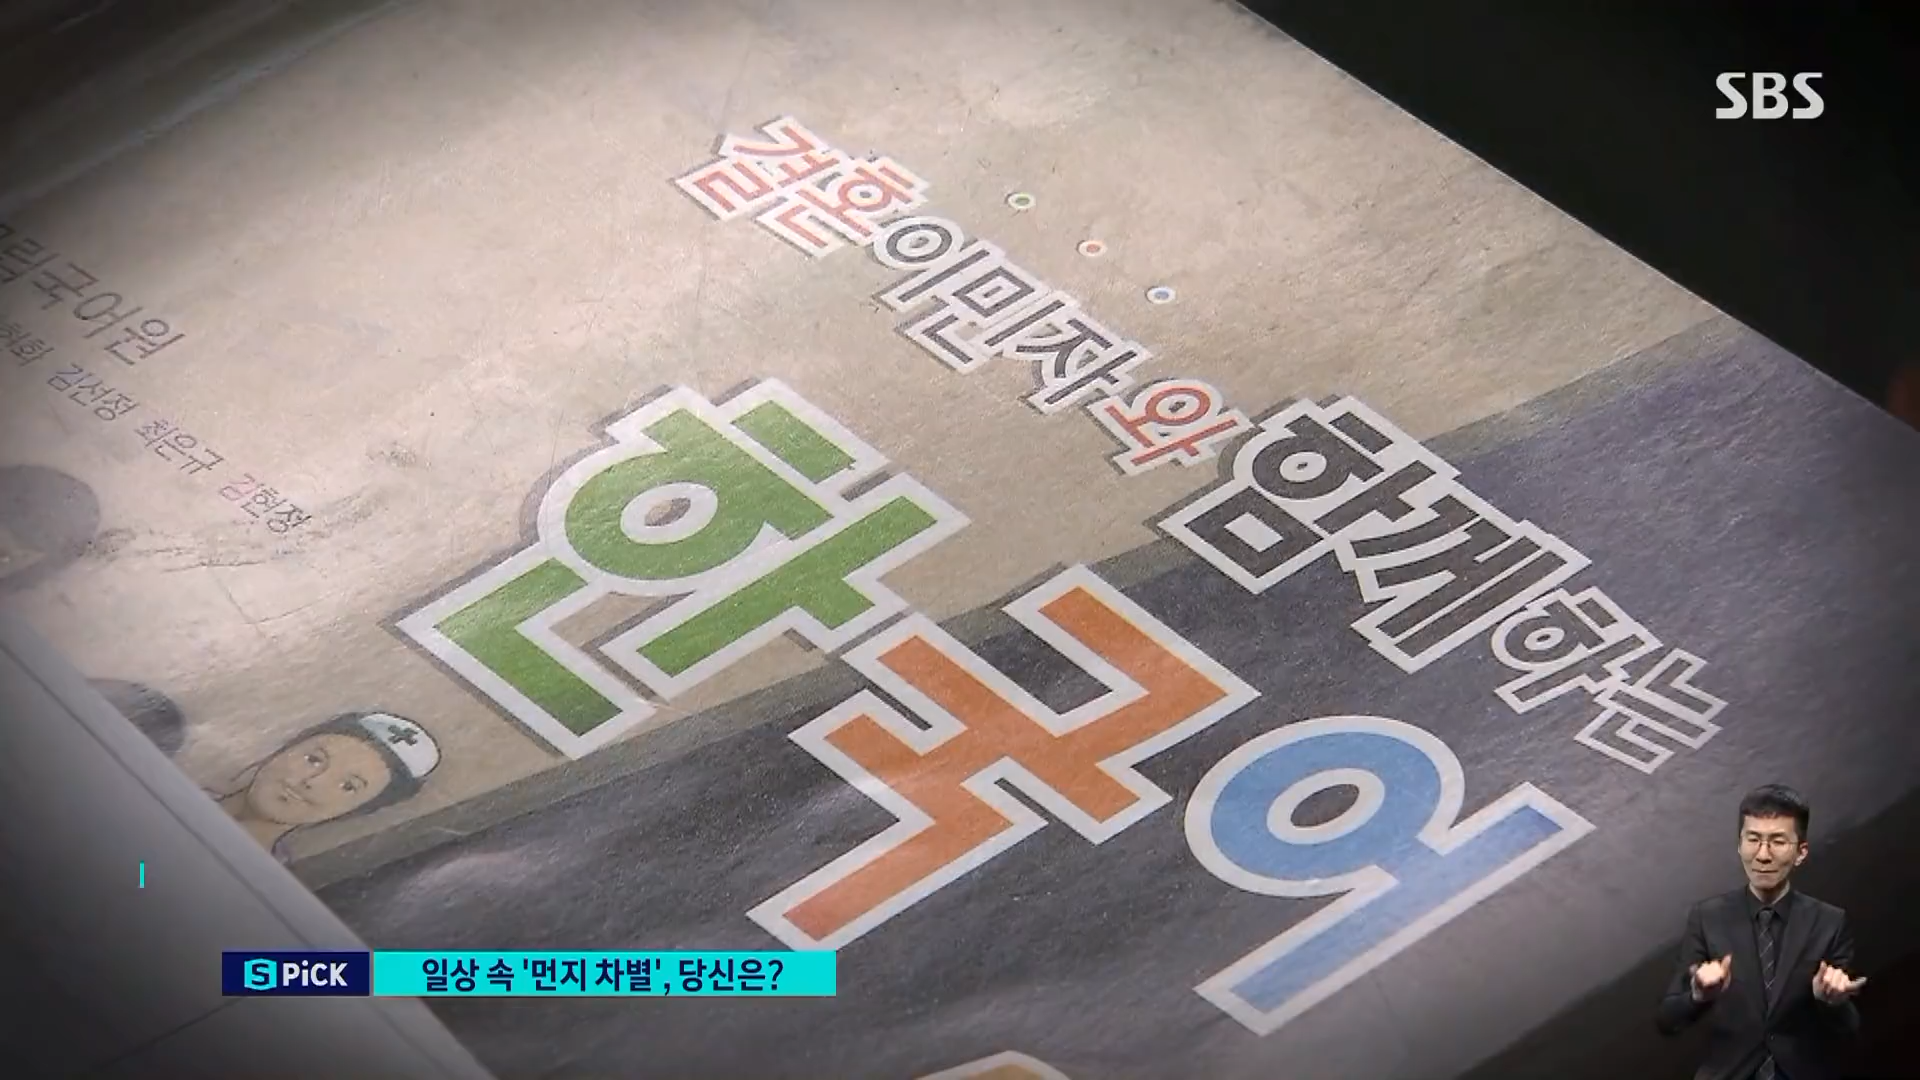 SBS
결혼이민자와 함께하는
한국어
국립국어원
김선정 최은규 김현정
S PiCK
일상 속 '먼지 차별', 당신은?